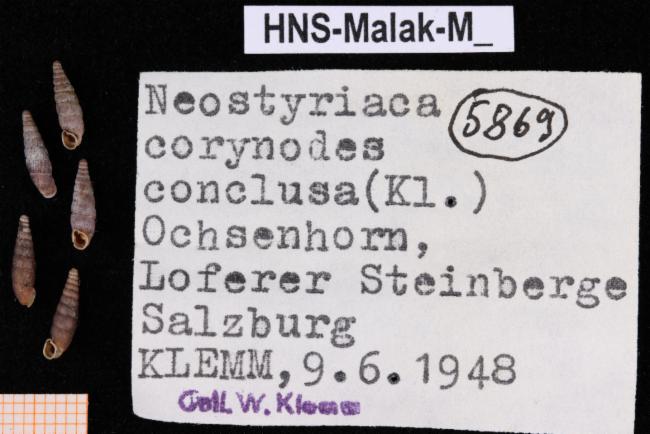 HNS-Malak-M_
Neostyriaca 5869
corynodes
conclusa(Kl.)
Ochsenhorn,
Loferer Steinberge
Salzburg
KLEMM,9.6.1948
Coll. W. Klemm